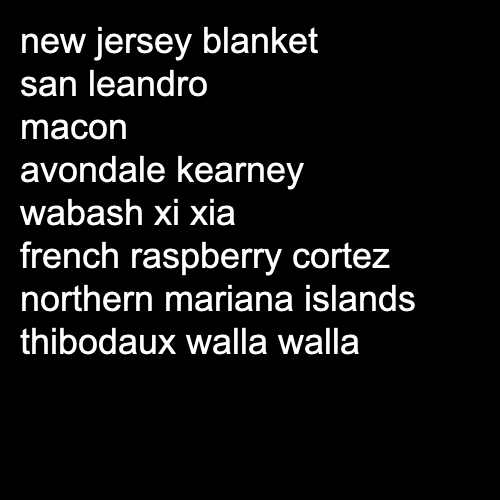 new jersey blanket
san leandro
macon
avondale kearney
wabash xi xia
french raspberry cortez
northern mariana islands
thibodaux walla walla